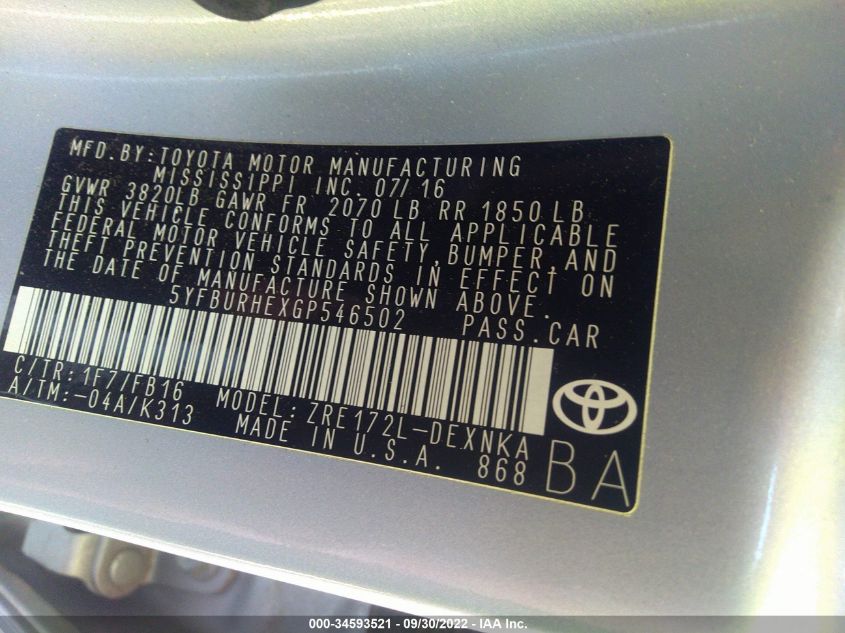 MFD.BY:TOYOTA MOTOR MANUFACTURING
MISSISSIPPI INC. 07/16
GVWR 3820LB GAWR FR 2070 LB RR 1850 LB
THIS VEHICLE CONFORMS TO ALL APPLICABLE
FEDERAL MOTOR VEHICLE SAFETY,BUMPER,AND
THEFT PREVENTION STANDARDS IN EFFECT ON
THE DATE OF MANUFACTURE SHOWN ABOVE.
5YFBURHEXGP546502 PASS.CAR
C/TR:1F7/FB16
A/TM:-04A/K313
MODEL: ZRE172L-DEXNKA
MADE IN U.S.A. 868
BA
000-34593521 - 09/30/2022 - IAA Inc.